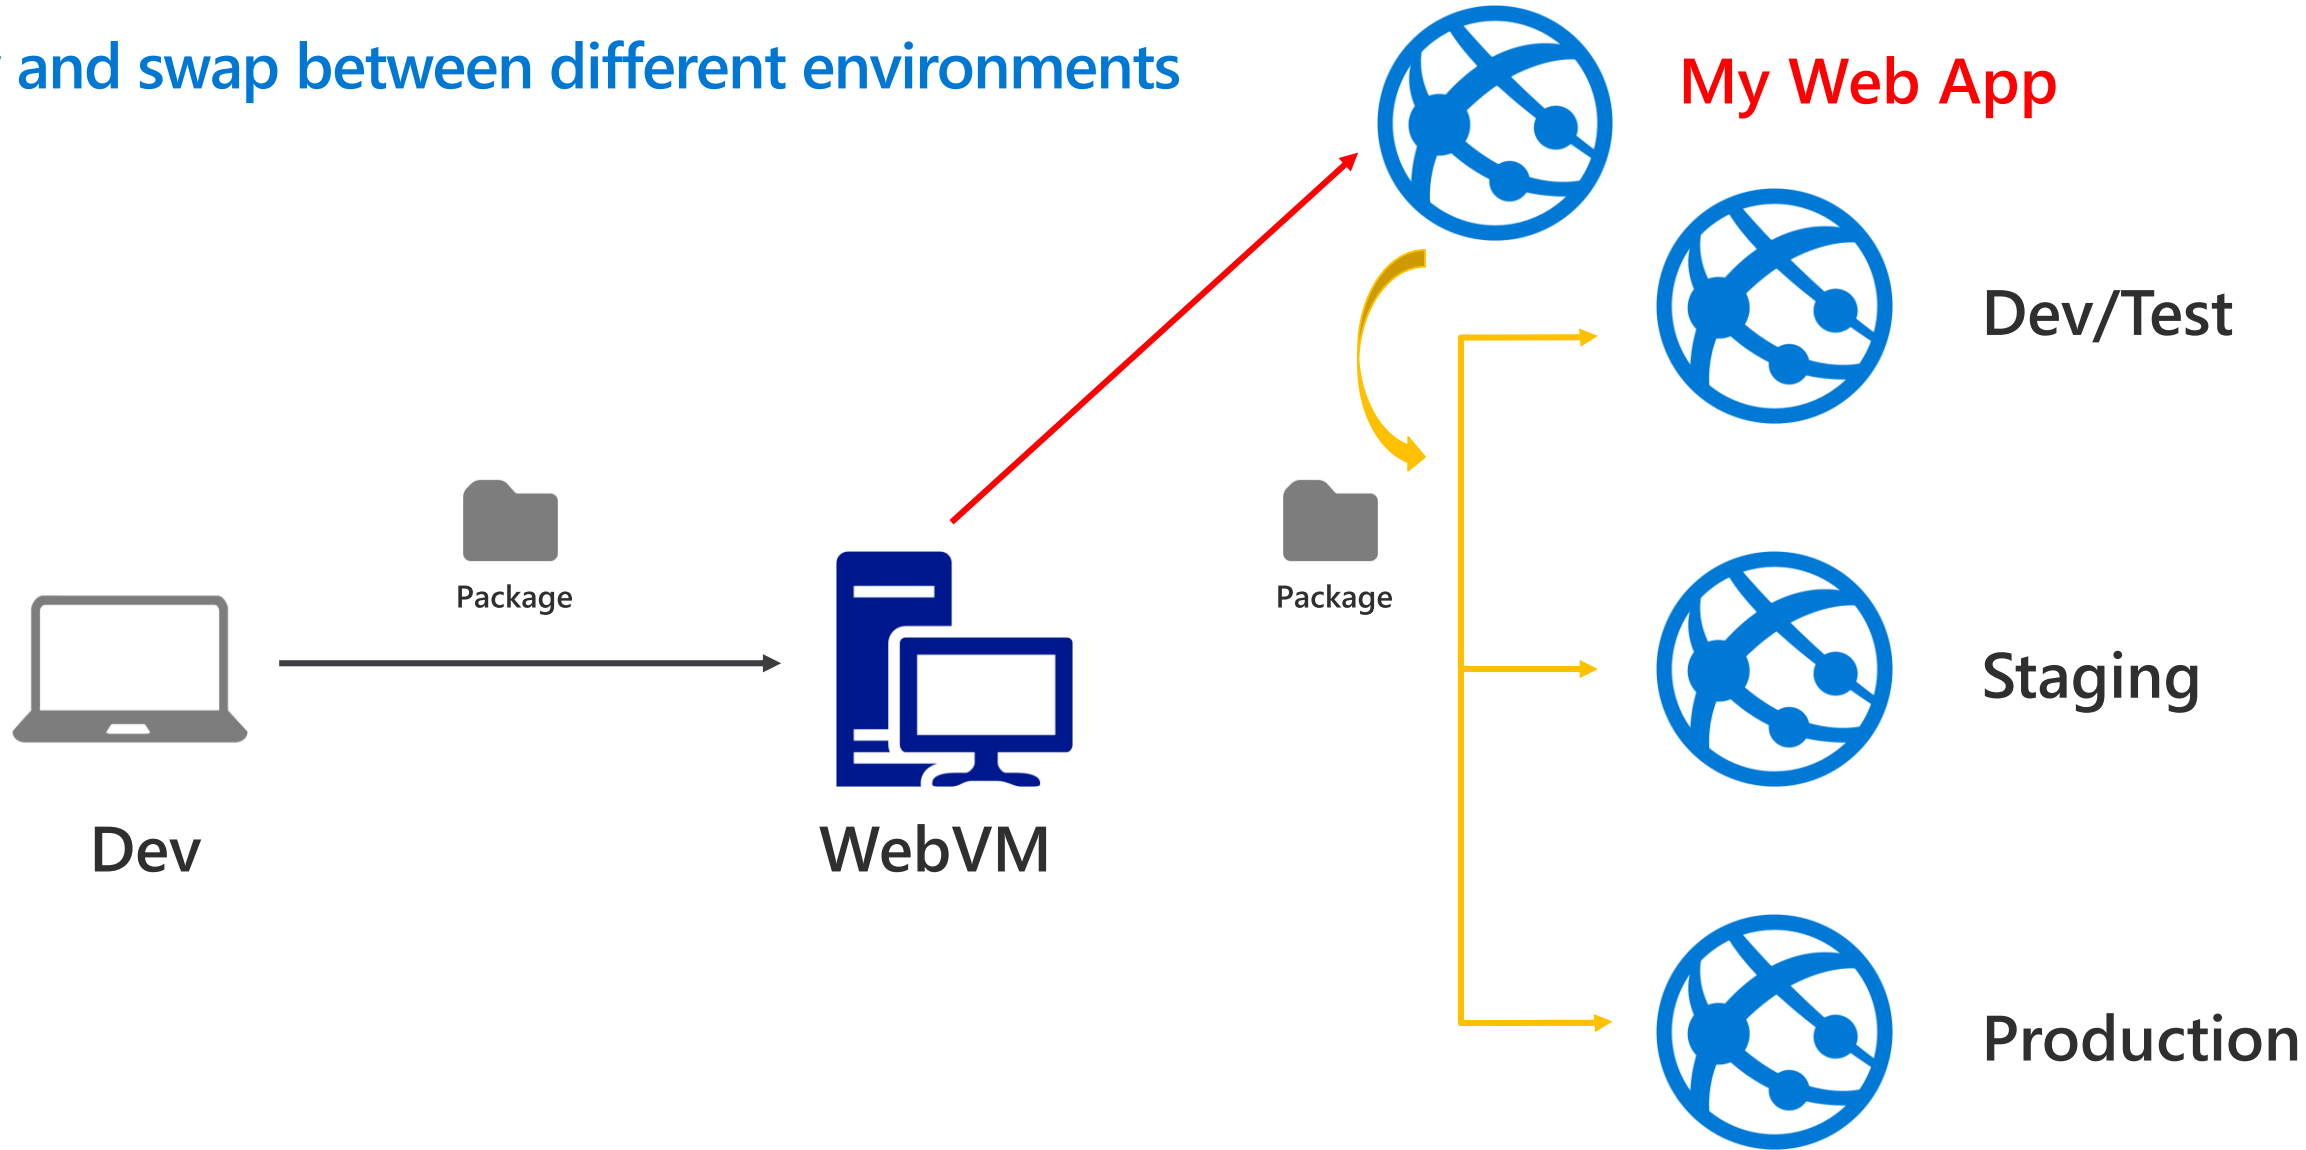 and swap between different environments
My Web App
Dev/Test
Package
Package
Staging
Dev
WebVM
Production